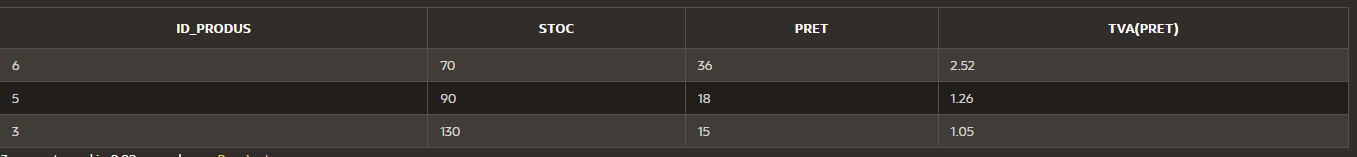 ID_PRODUS STOC PRET TVA(PRET)
6 70 36 2.52
5 90 18 1.26
3 130 15 1.05